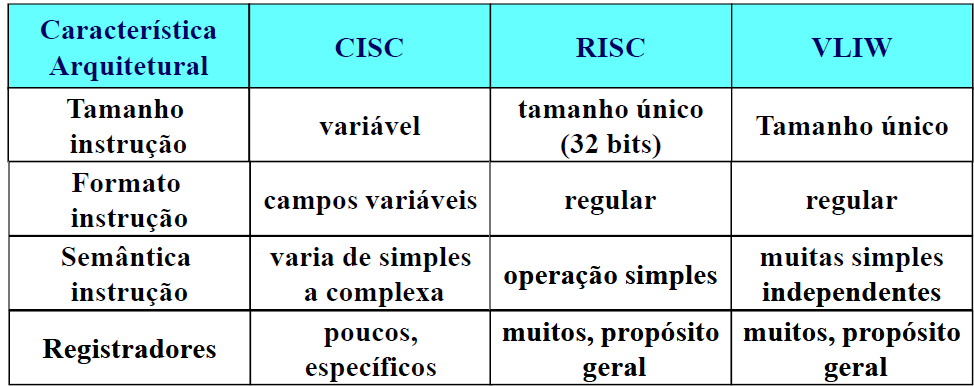 Característica
Arquitetural
CISC
RISC
VLIW
Tamanho
instrução
variável
tamanho único
(32 bits)
Tamanho único
Formato
instrução
campos variáveis
regular
regular
Semântica
instrução
varia de simples
a complexa
operação simples
muitas simples
independentes
Registradores
poucos,
específicos
muitos, propósito
geral
muitos, propósito
geral